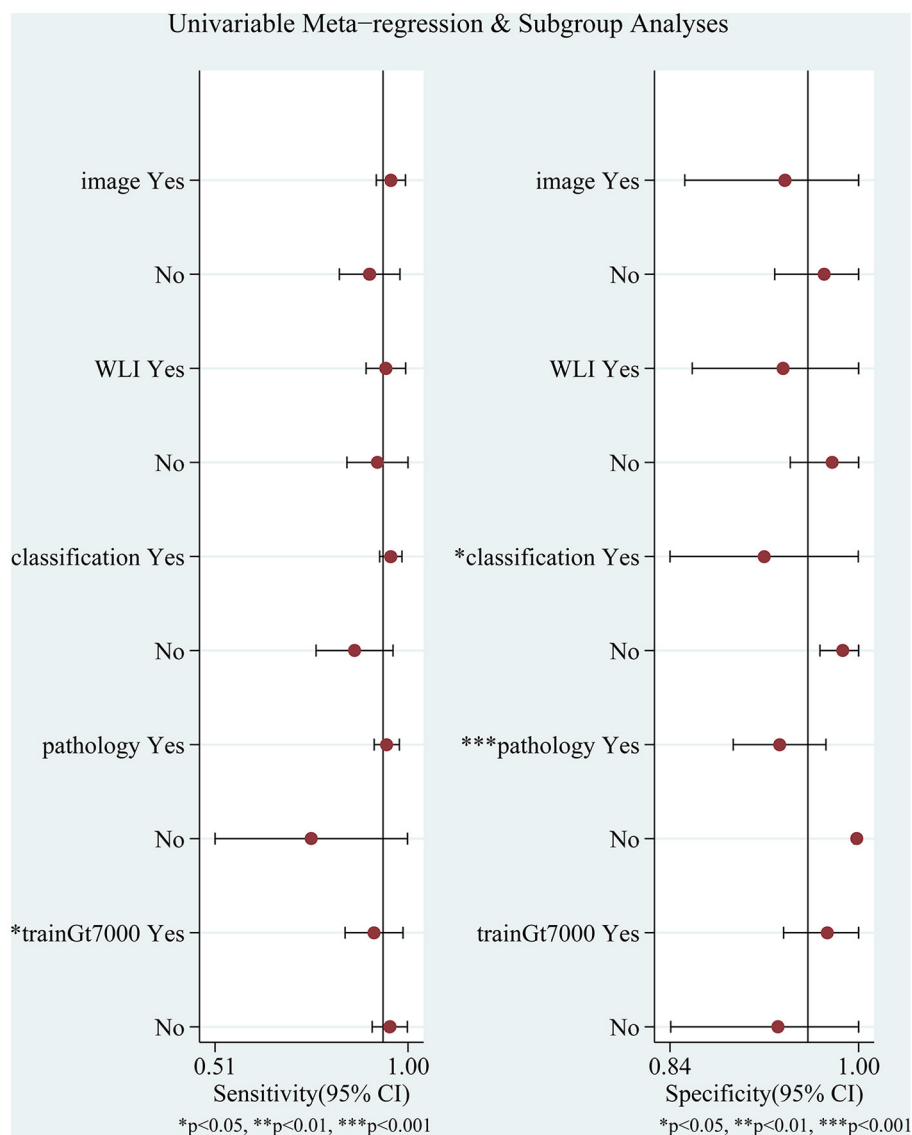 Univariable Meta−regression & Subgroup Analyses
image Yes
No
WLI Yes
No
classification Yes
No
pathology Yes
No
*trainGt7000 Yes
No
0.51 1.00
Sensitivity(95% CI)
*p<0.05, **p<0.01, ***p<0.001
image Yes
No
WLI Yes
No
*classification Yes
No
***pathology Yes
No
trainGt7000 Yes
No
0.84 1.00
Specificity(95% CI)
*p<0.05, **p<0.01, ***p<0.001